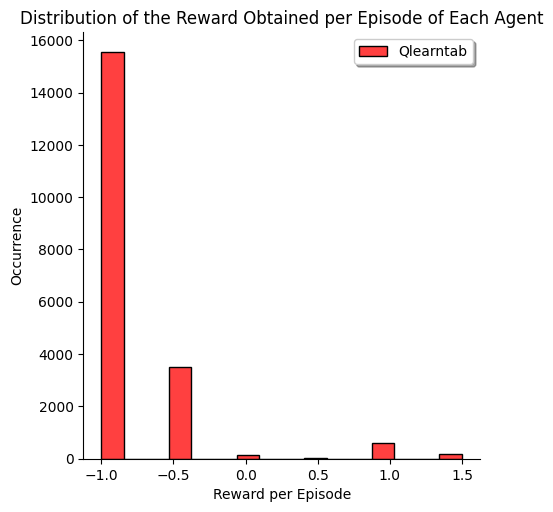 Distribution of the Reward Obtained per Episode of Each Agent
Qlearntab
16000
14000
12000
10000
8000
6000
4000
2000
0
Occurrence
−1.0 −0.5 0.0 0.5 1.0 1.5
Reward per Episode